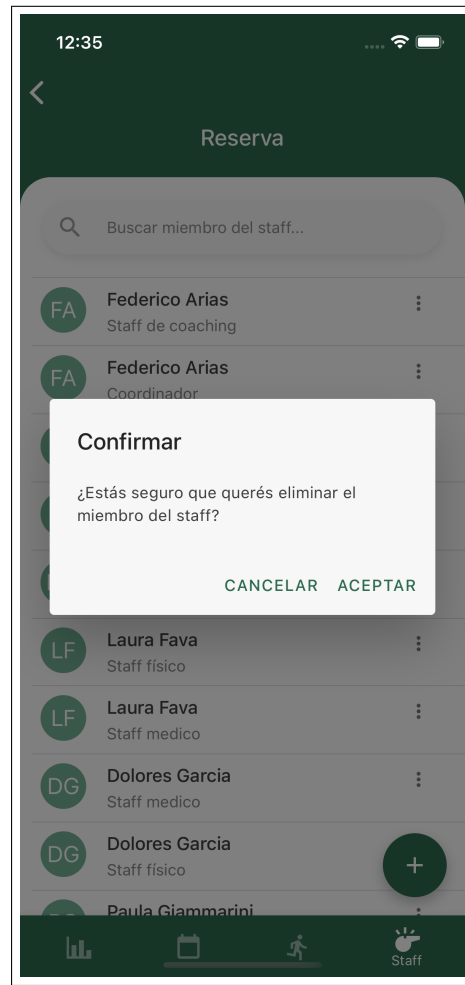 12:35
Reserva
Buscar miembro del staff...
FA
Federico Arias
Staff de coaching
FA
Federico Arias
Coordinador
Confirmar
¿Estás seguro que querés eliminar el
miembro del staff?
CANCELAR ACEPTAR
LF
Laura Fava
Staff físico
LF
Laura Fava
Staff medico
DG
Dolores Garcia
Staff medico
DG
Dolores Garcia
Staff físico
Paula Giammarini
Staff